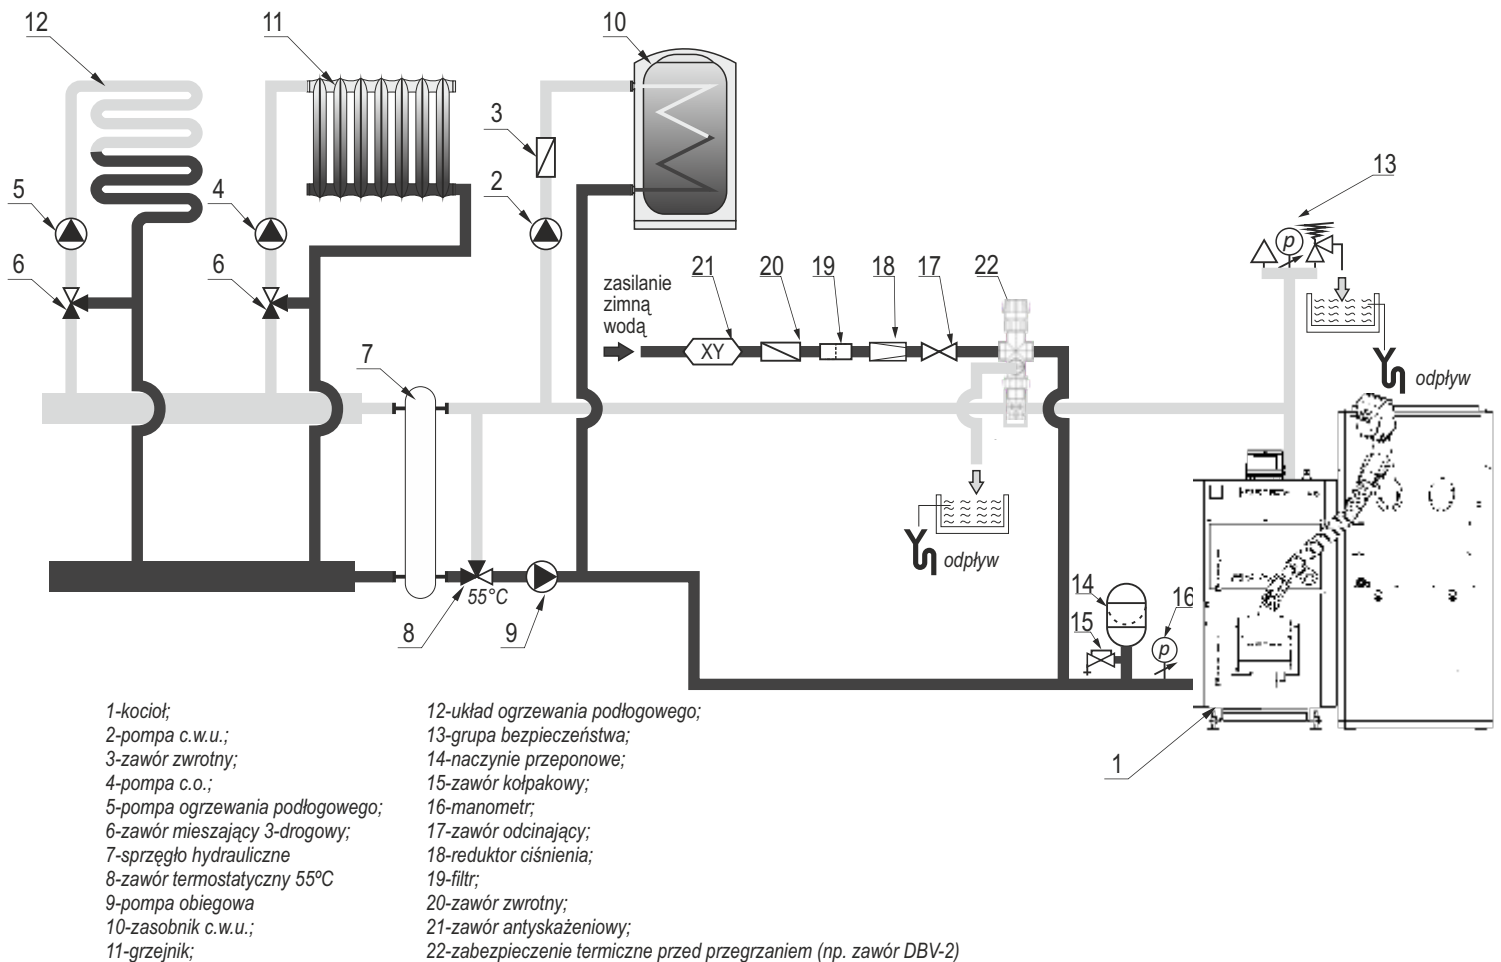 12
11
10
3
13
5
4
2
p
6
6
21
20
19
18
17
22
zasilanie
zimną
wodą
XY
7
odpływ
odpływ
55°C
14
16
15
p
8
9
1
1-kocioł;
2-pompa c.w.u.;
3-zawór zwrotny;
4-pompa c.o.;
5-pompa ogrzewania podłogowego;
6-zawór mieszający 3-drogowy;
7-sprzęgło hydrauliczne
8-zawór termostatyczny 55ºC
9-pompa obiegowa
10-zasobnik c.w.u.;
11-grzejnik;
12-układ ogrzewania podłogowego;
13-grupa bezpieczeństwa;
14-naczynie przeponowe;
15-zawór kołpakowy;
16-manometr;
17-zawór odcinający;
18-reduktor ciśnienia;
19-filtr;
20-zawór zwrotny;
21-zawór antyskażeniowy;
22-zabezpieczenie termiczne przed przegrzaniem (np. zawór DBV-2)